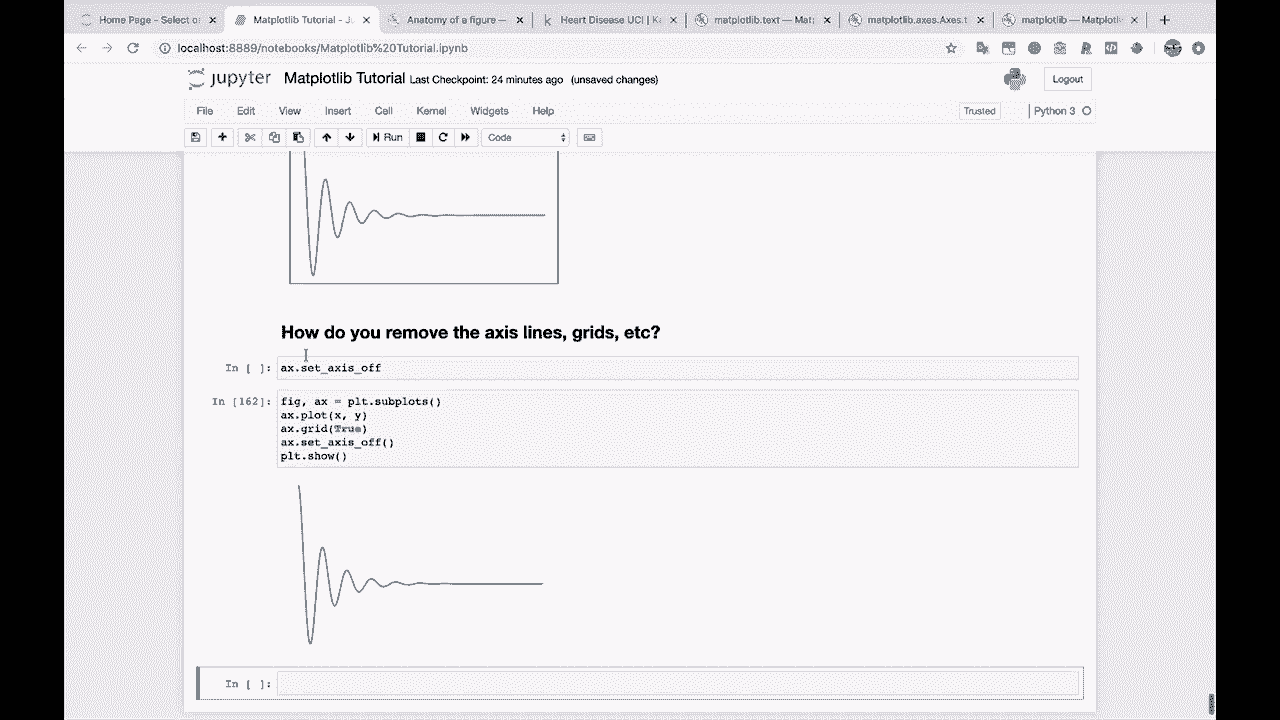 Home Page - Select o
Matplotlib Tutorial - Ju
Anatomy of a figure —
Heart Disease UCI | Ka
matplotlib.text — Mat
matplotlib.axes.Axes.t
matplotlib — Matplotli
localhost:8889/notebooks/Matplotlib%20Tutorial.ipynb
jupyter Matplotlib Tutorial Last Checkpoint: 24 minutes ago (unsaved changes)
Logout
File Edit View Insert Cell Kernel Widgets Help
Trusted
Python 3
Run
Code
How do you remove the axis lines, grids, etc?
In [ ]: ax.set_axis_off
In [162]: fig, ax = plt.subplots()
ax.plot(x, y)
ax.grid(True)
ax.set_axis_off()
plt.show()
In [ ]: